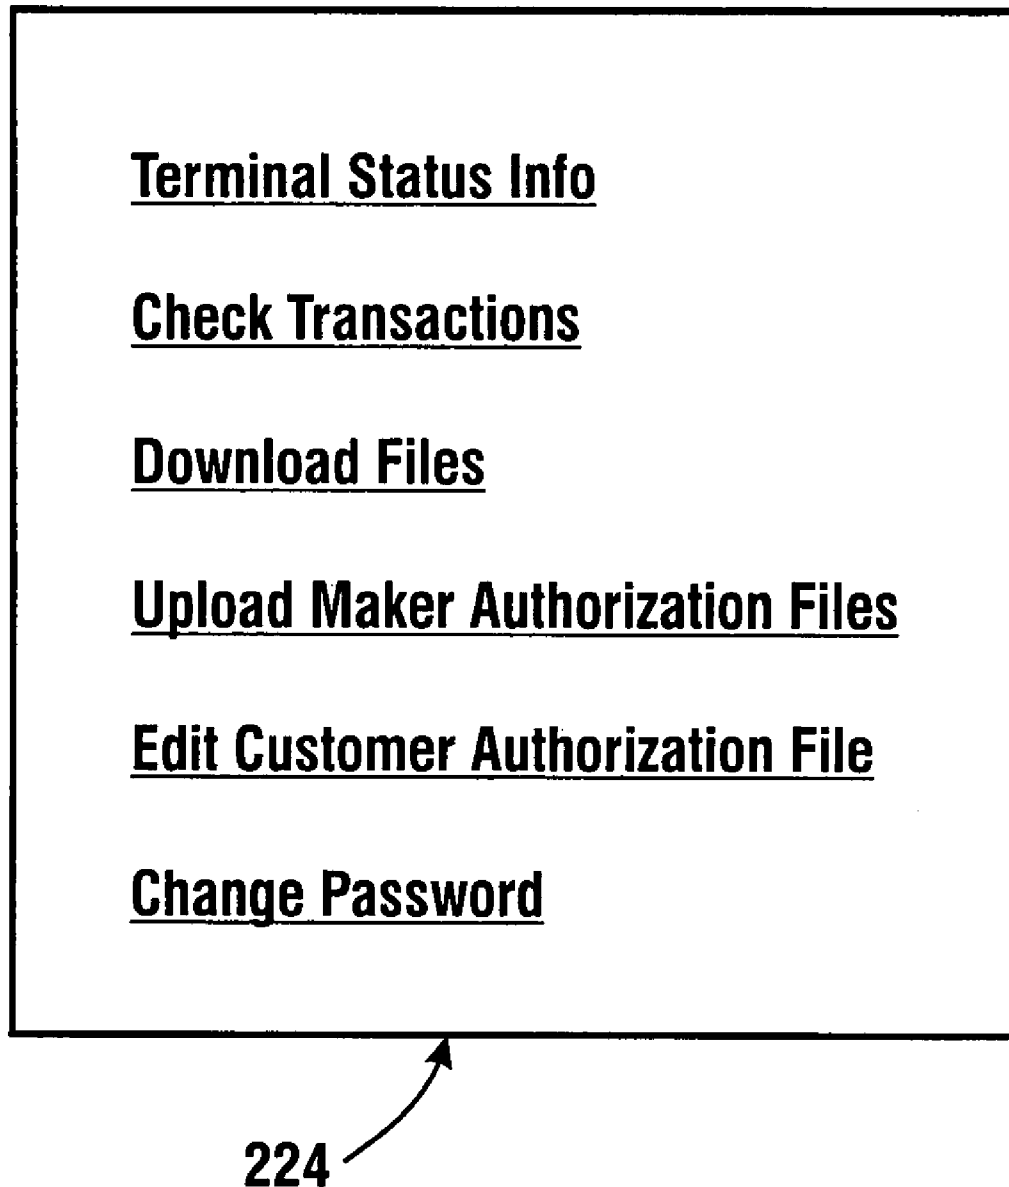 Terminal Status Info
Check Transactions
Download Files
Upload Maker Authorization Files
Edit Customer Authorization File
Change Password
224